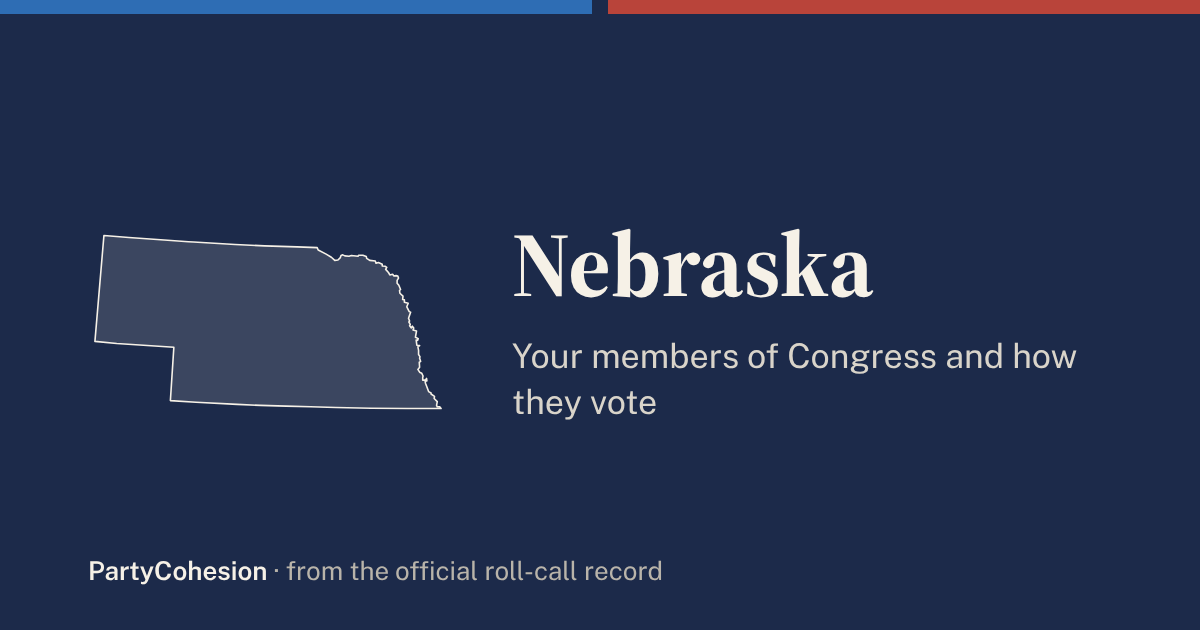 Nebraska
Your members of Congress and how
they vote
PartyCohesion · from the official roll-call record